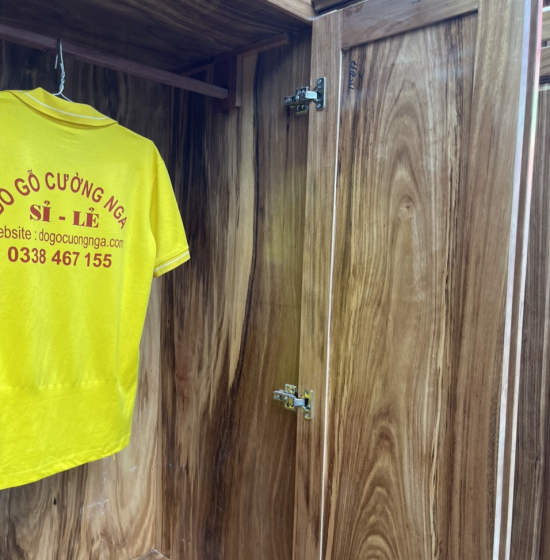 GỖ CƯỜNG NGA
SỈ - LẺ
ebsite : dogocuongnga.com
0338 467 155